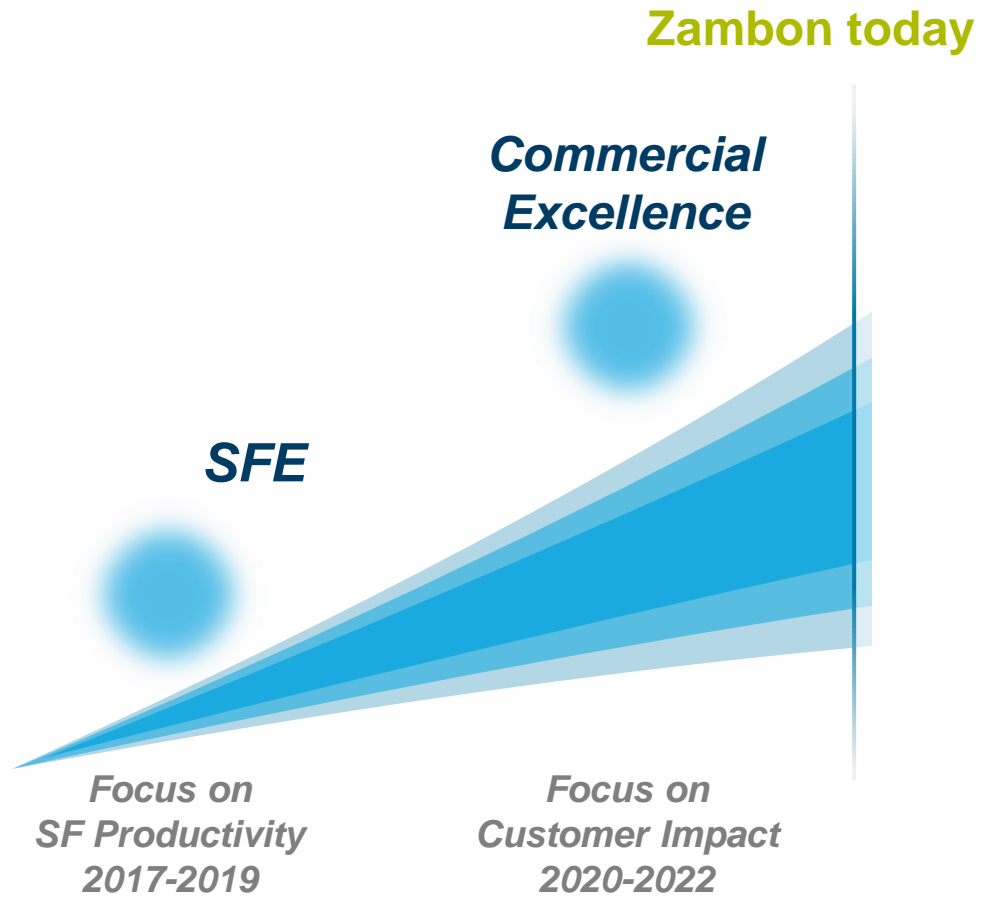 Zambon today
Commercial
Excellence
SFE
Focus on
SF Productivity
2017-2019
Focus on
Customer Impact
2020-2022